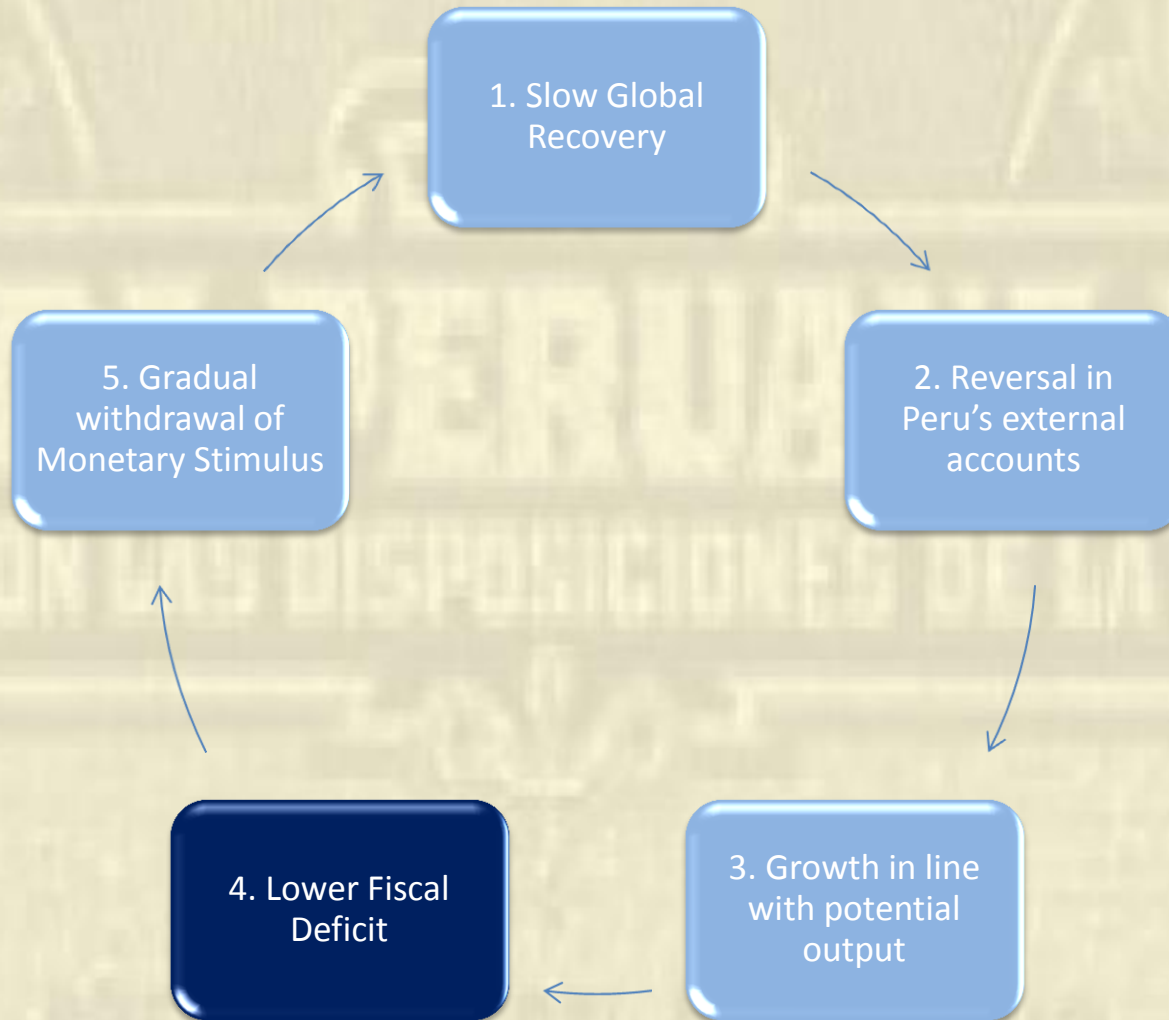 1. Slow Global
Recovery
2. Reversal in
Peru’s external
accounts
3. Growth in line
with potential
output
4. Lower Fiscal
Deficit
5. Gradual
withdrawal of
Monetary Stimulus